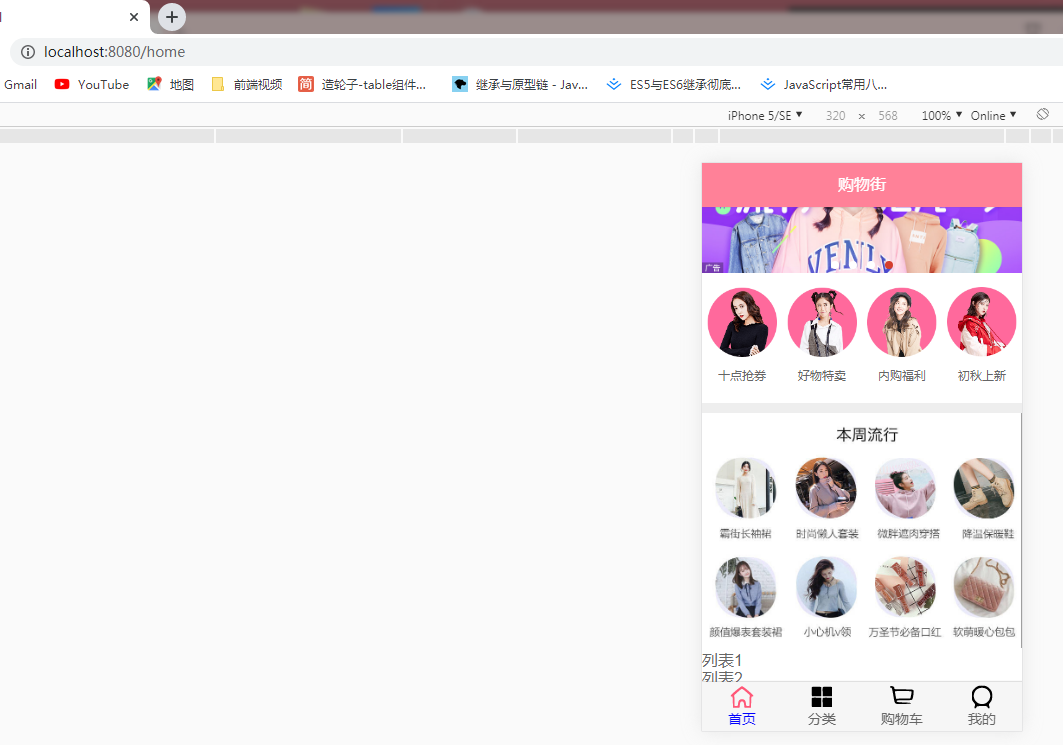 localhost:8080/home
Gmail YouTube 地图 前端视频 简 造轮子-table组件... 继承与原型链 - Jav... ES5与ES6继承彻底... JavaScript常用八...
iPhone 5/SE 320 × 568 100% Online
购物街
VENL
广告
十点抢券 好物特卖 内购福利 初秋上新
本周流行
霸街长袖裙 时尚懒人套装 微胖遮肉穿搭 降温保暖鞋
颜值爆表套装裙 小心机v领 万圣节必备口红 软萌暖心包包
列表1
列表2
首页 分类 购物车 我的